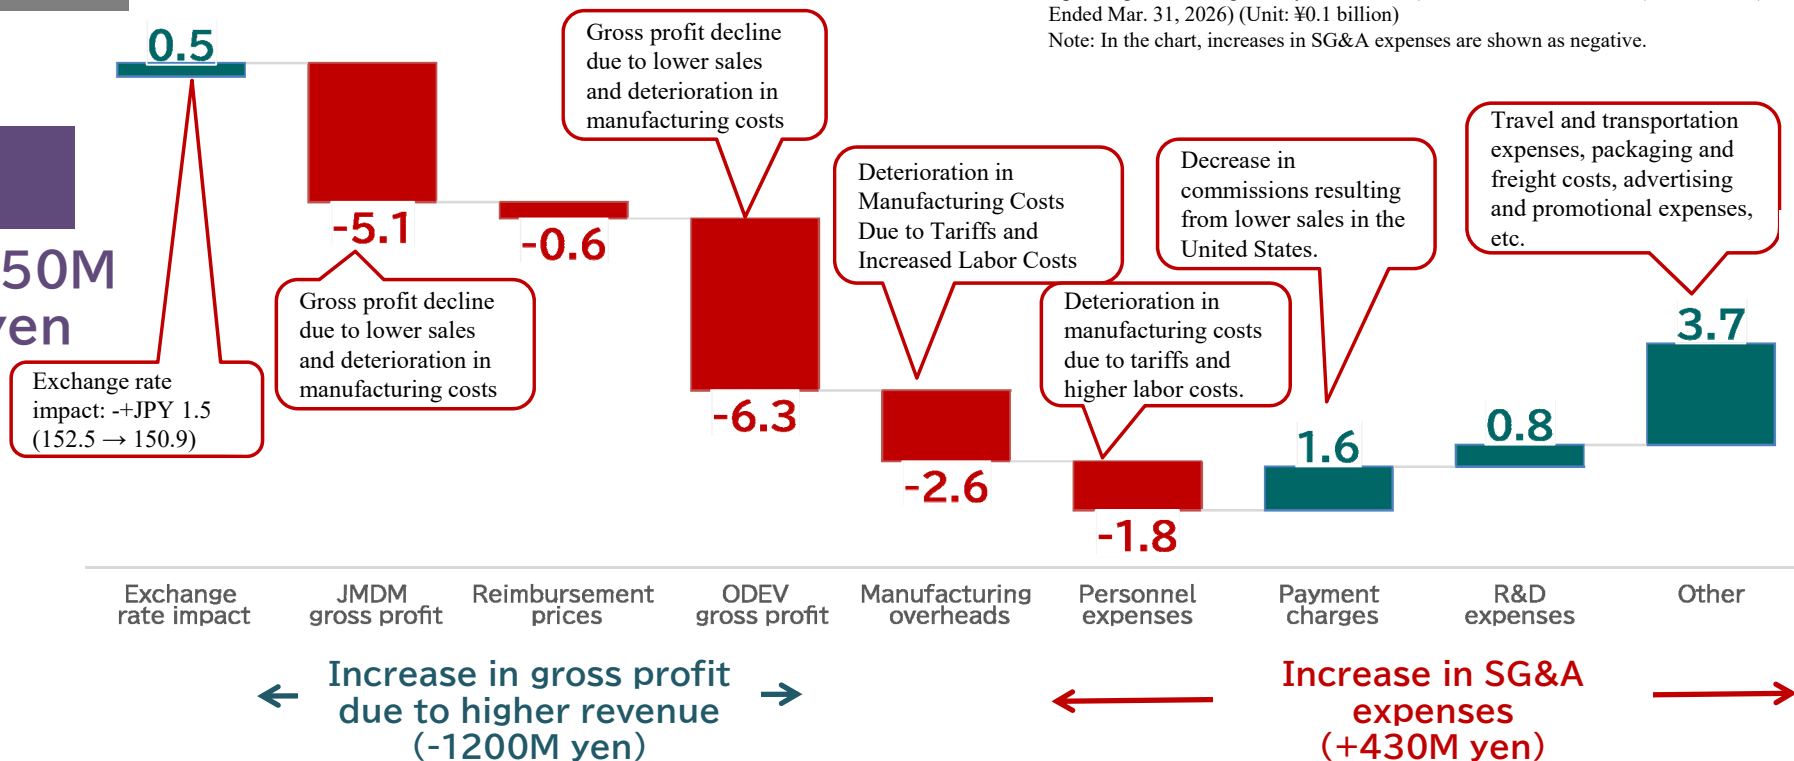 Ended Mar. 31, 2026) (Unit: ¥0.1 billion)
Note: In the chart, increases in SG&A expenses are shown as negative.
0.5
-5.1
-0.6
-6.3
-2.6
-1.8
1.6
0.8
3.7
50M
yen
Exchange rate
impact: -+JPY 1.5
(152.5 → 150.9)
Gross profit decline
due to lower sales
and deterioration in
manufacturing costs
Gross profit decline
due to lower sales
and deterioration in
manufacturing costs
Deterioration in
Manufacturing Costs
Due to Tariffs and
Increased Labor Costs
Deterioration in
manufacturing costs
due to tariffs and
higher labor costs.
Decrease in
commissions resulting
from lower sales in the
United States.
Travel and transportation
expenses, packaging and
freight costs, advertising
and promotional expenses,
etc.
Exchange
rate impact
JMDM
gross profit
Reimbursement
prices
ODEV
gross profit
Manufacturing
overheads
Personnel
expenses
Payment
charges
R&D
expenses
Other
Increase in gross profit
due to higher revenue
(-1200M yen)
Increase in SG&A
expenses
(+430M yen)